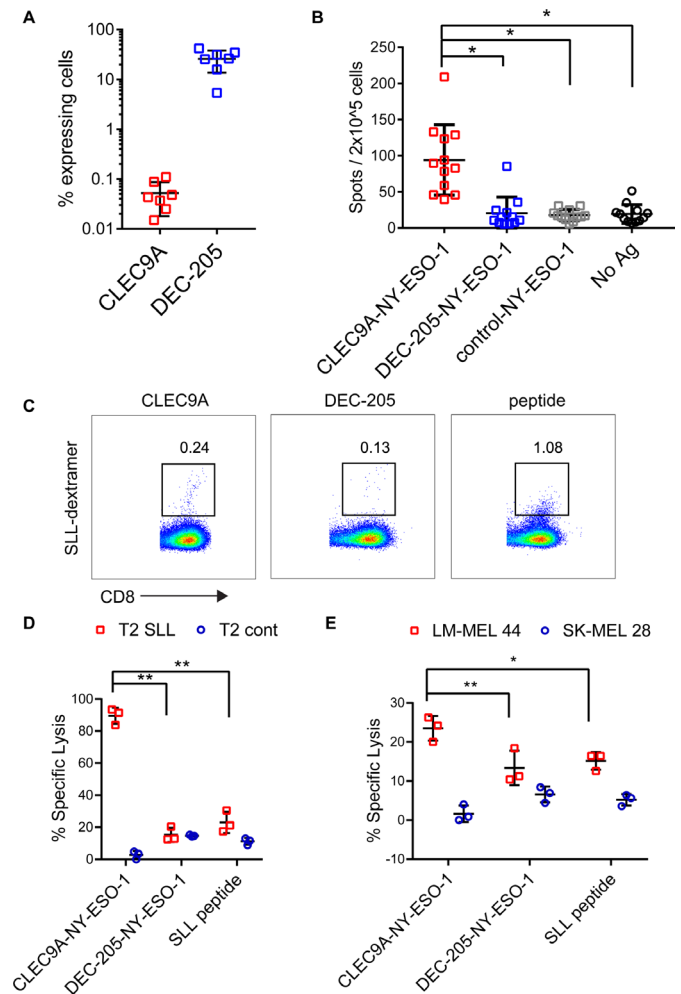 A
% expressing cells
100
10
1
0.1
0.01
CLEC9A
DEC-205
B
Spots / 2x10^5 cells
250
200
150
100
50
0
*
*
*
CLEC9A-NY-ESO-1
DEC-205-NY-ESO-1
control-NY-ESO-1
No Ag
C
CLEC9A
DEC-205
peptide
SLL-dextramer
0.24
0.13
1.08
CD8
D
T2 SLL
T2 cont
% Specific Lysis
100
80
60
40
20
0
**
**
CLEC9A-NY-ESO-1
DEC-205-NY-ESO-1
SLL peptide
E
LM-MEL 44
SK-MEL 28
% Specific Lysis
30
20
10
0
-10
*
**
CLEC9A-NY-ESO-1
DEC-205-NY-ESO-1
SLL peptide